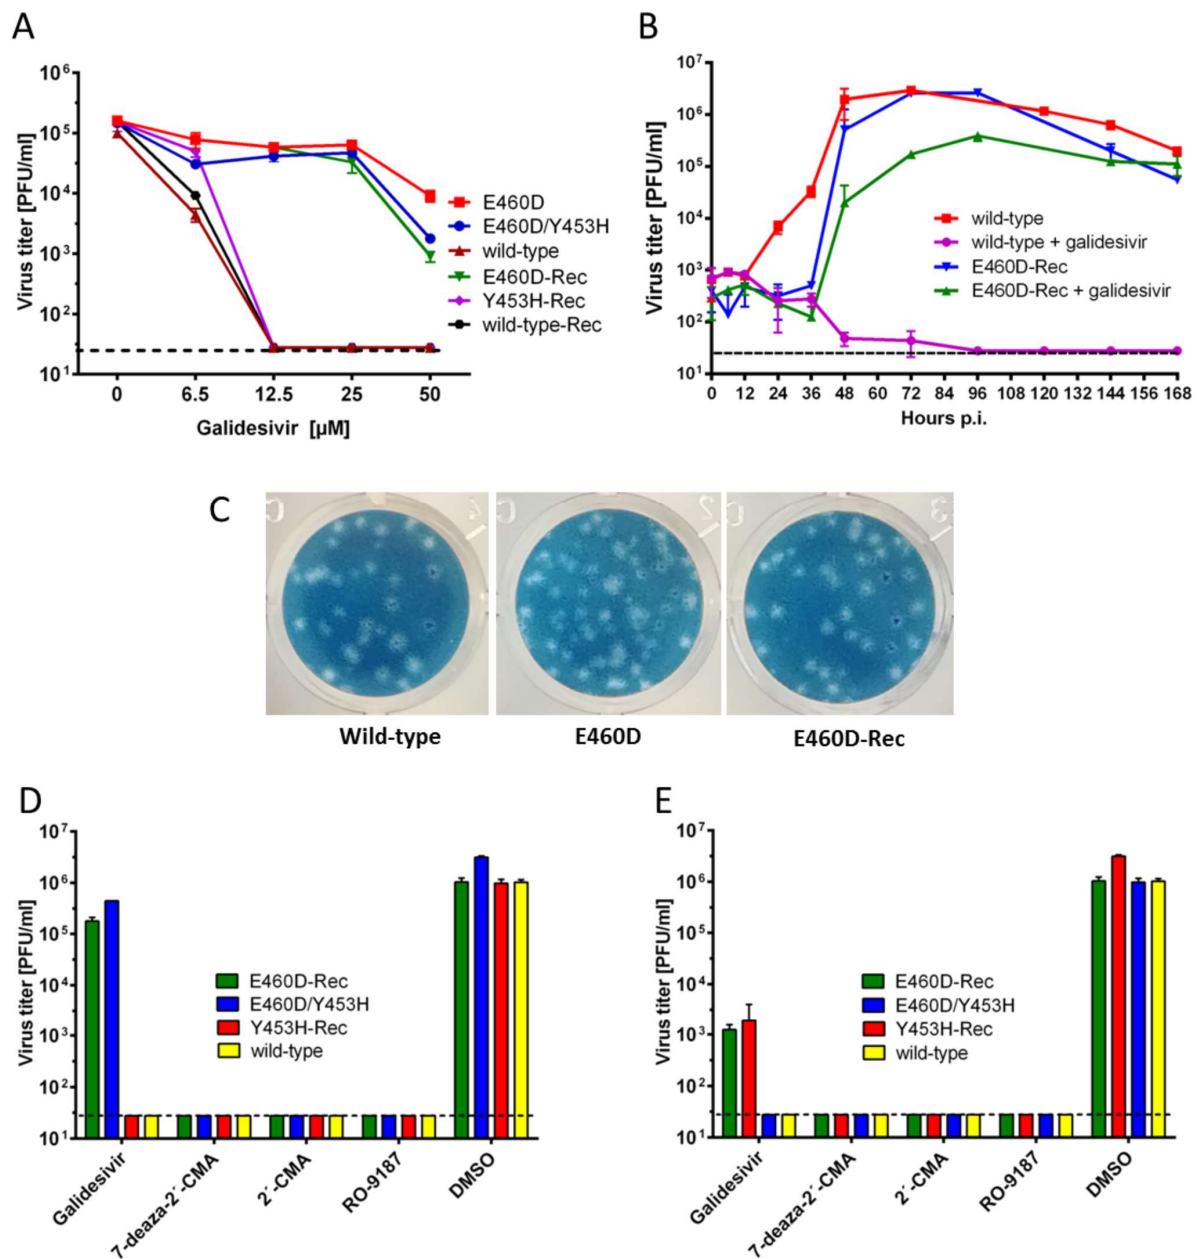 A
Virus titer [PFU/ml]
10⁶
10⁵
10⁴
10³
10²
10¹
0 6.5 12.5 25 50
Galidesivir [µM]
E460D
E460D/Y453H
wild-type
E460D-Rec
Y453H-Rec
wild-type-Rec
B
Virus titer [PFU/ml]
10⁷
10⁶
10⁵
10⁴
10³
10²
10¹
0 12 24 36 48 60 72 84 96 108 120 132 144 156 168
Hours p.i.
wild-type
wild-type + galidesivir
E460D-Rec
E460D-Rec + galidesivir
C
Wild-type E460D E460D-Rec
D
Virus titer [PFU/ml]
10⁷
10⁶
10⁵
10⁴
10³
10²
10¹
E460D-Rec
E460D/Y453H
Y453H-Rec
wild-type
Galidesivir
7-deaza-2´-CMA
2´-CMA
RO-9187
DMSO
E
Virus titer [PFU/ml]
10⁷
10⁶
10⁵
10⁴
10³
10²
10¹
E460D-Rec
E460D/Y453H
Y453H-Rec
wild-type
Galidesivir
7-deaza-2´-CMA
2´-CMA
RO-9187
DMSO